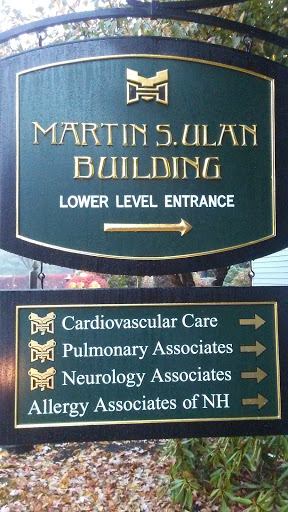 MARTIN S. ULAN
BUILDING
LOWER LEVEL ENTRANCE
Cardiovascular Care
Pulmonary Associates
Neurology Associates
Allergy Associates of NH